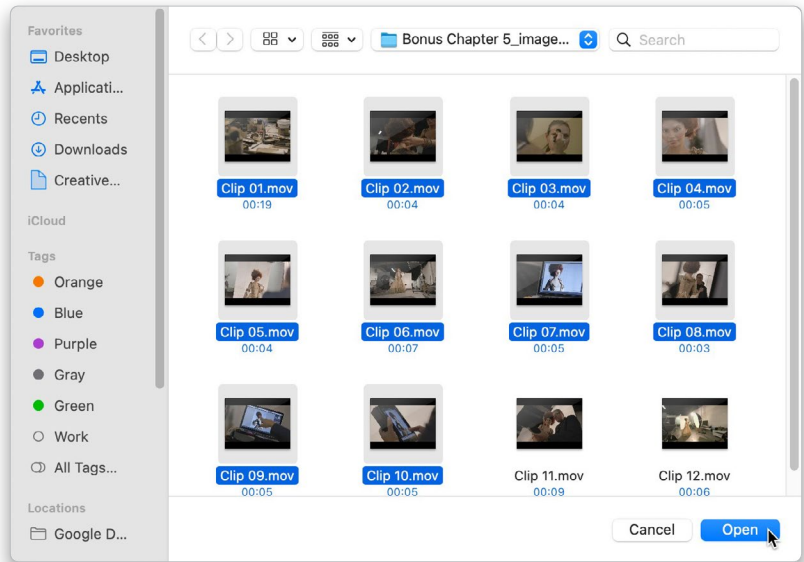 Favorites
Desktop
Applicati...
Recents
Downloads
Creative...
iCloud
Tags
Orange
Blue
Purple
Gray
Green
Work
All Tags...
Locations
Google D...
Bonus Chapter 5_image...
Search
Clip 01.mov
00:19
Clip 02.mov
00:04
Clip 03.mov
00:04
Clip 04.mov
00:05
Clip 05.mov
00:04
Clip 06.mov
00:07
Clip 07.mov
00:05
Clip 08.mov
00:03
Clip 09.mov
00:05
Clip 10.mov
00:05
Clip 11.mov
00:09
Clip 12.mov
00:06
Cancel
Open